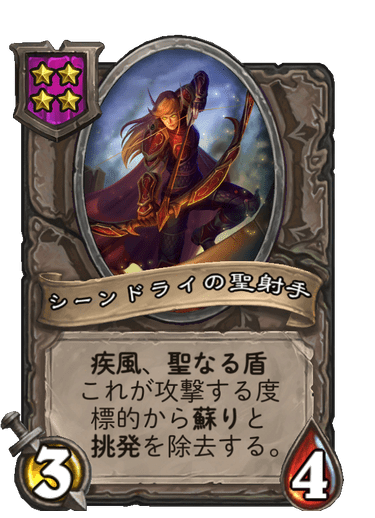 シーンドライの聖射手
疾風、聖なる盾
これが攻撃する度
標的から蘇りと
挑発を除去する。
3
4